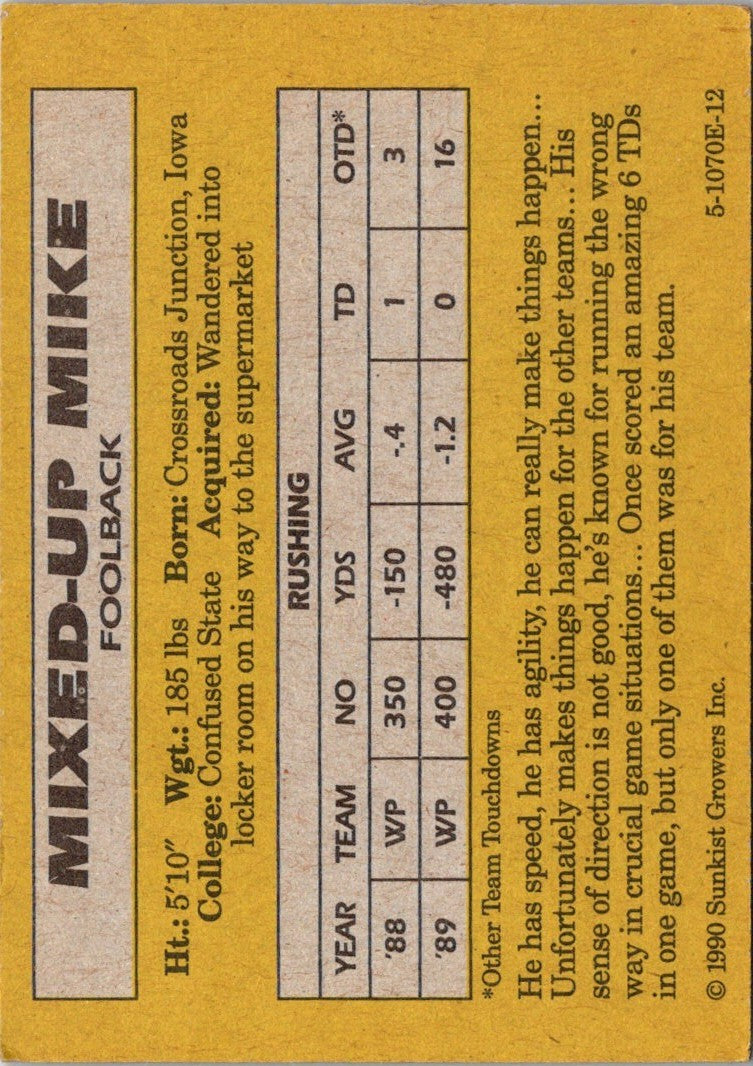 MIXED-UP MIKE
FOOLBACK
Ht.: 5'10" Wgt.: 185 lbs Born: Crossroads Junction, Iowa
College: Confused State Acquired: Wandered into
locker room on his way to the supermarket
RUSHING
YEAR TEAM NO YDS AVG TD OTD*
'88 WP 350 -150 -.4 1 3
'89 WP 400 -480 -1.2 0 16
*Other Team Touchdowns
He has speed, he has agility, he can really make things happen...
Unfortunately makes things happen for the other teams... His
sense of direction is not good, he's known for running the wrong
way in crucial game situations... Once scored an amazing 6 TDs
in one game, but only one of them was for his team.
© 1990 Sunkist Growers Inc. 5-1070E-12